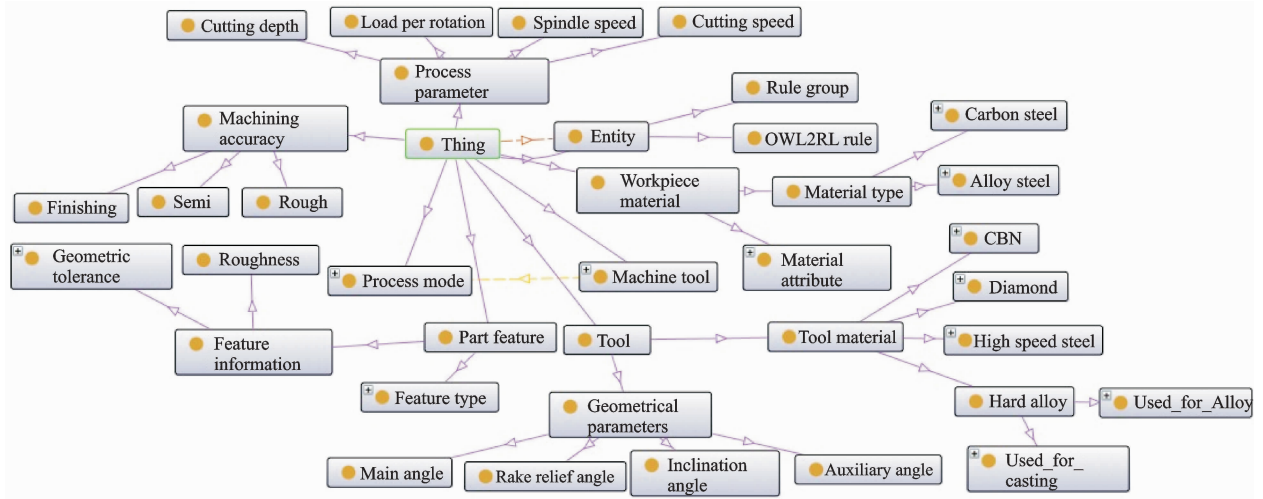 Cutting depth
Load per rotation
Spindle speed
Cutting speed
Process
parameter
Rule group
Machining
accuracy
Carbon steel
Thing
Entity
OWL2RL rule
Workpiece
material
Material type
Alloy steel
Finishing
Semi
Rough
CBN
Geometric
tolerance
Roughness
Process mode
Machine tool
Material
attribute
Diamond
Feature
information
Part feature
Tool
Tool material
High speed steel
Feature type
Geometrical
parameters
Hard alloy
Used_for_Alloy
Main angle
Rake relief angle
Inclination
angle
Auxiliary angle
Used_for_
casting